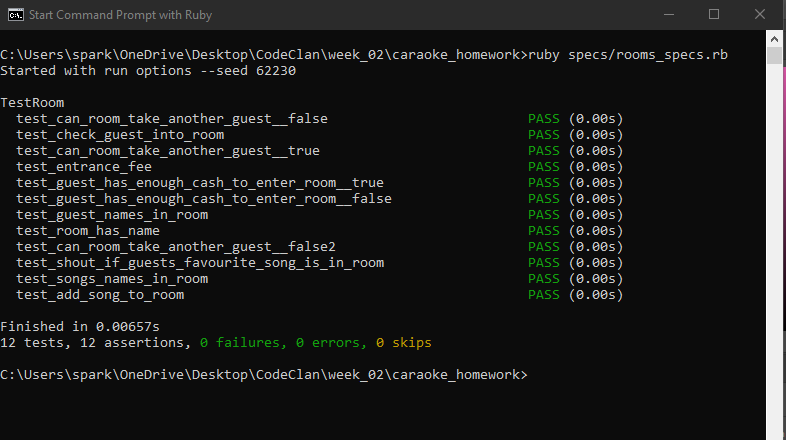 Start Command Prompt with Ruby
C:\Users\spark\OneDrive\Desktop\CodeClan\week_02\caraoke_homework>ruby specs/rooms_specs.rb
Started with run options --seed 62230
TestRoom
test_can_room_take_another_guest__false PASS (0.00s)
test_check_guest_into_room PASS (0.00s)
test_can_room_take_another_guest__true PASS (0.00s)
test_entrance_fee PASS (0.00s)
test_guest_has_enough_cash_to_enter_room__true PASS (0.00s)
test_guest_has_enough_cash_to_enter_room__false PASS (0.00s)
test_guest_names_in_room PASS (0.00s)
test_room_has_name PASS (0.00s)
test_can_room_take_another_guest__false2 PASS (0.00s)
test_shout_if_guests_favourite_song_is_in_room PASS (0.00s)
test_songs_names_in_room PASS (0.00s)
test_add_song_to_room PASS (0.00s)
Finished in 0.00657s
12 tests, 12 assertions, 0 failures, 0 errors, 0 skips
C:\Users\spark\OneDrive\Desktop\CodeClan\week_02\caraoke_homework>